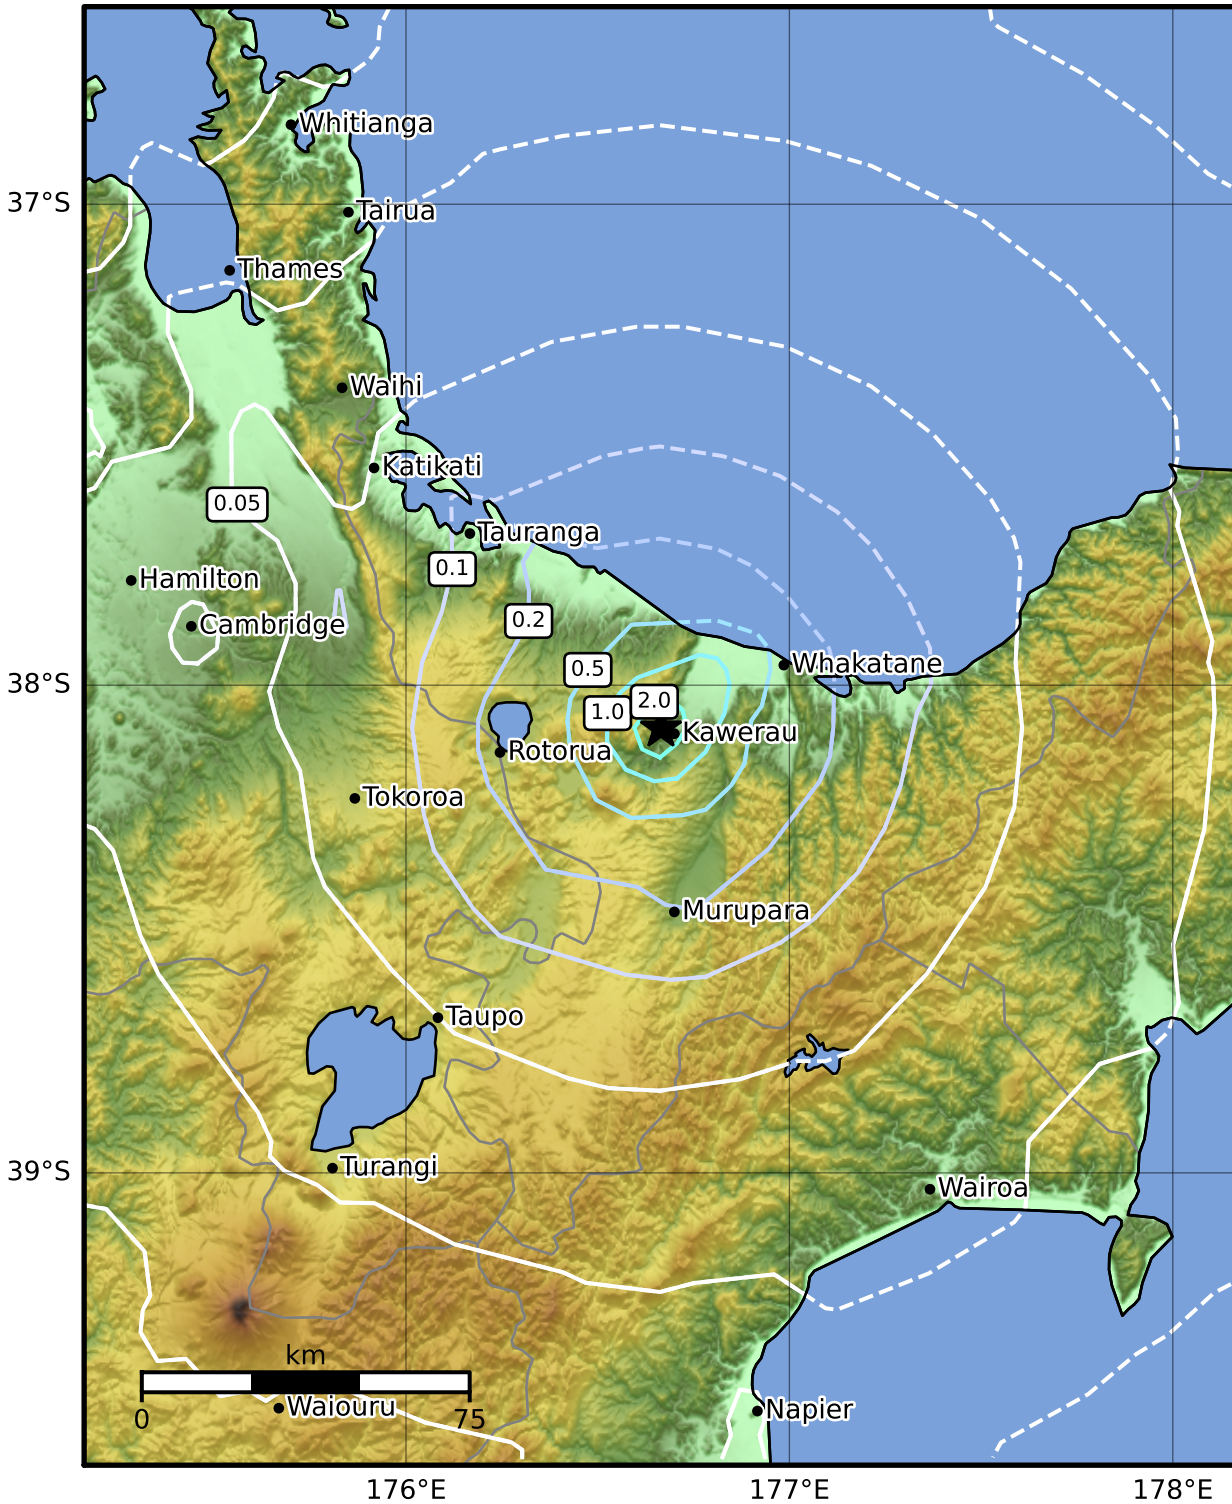 Whitianga
37°S
Tairua
Thames
Waihi
Katikati
0.05
Tauranga
0.1
Hamilton
0.2
Cambridge
0.5
Whakatane
38°S
2.0
1.0
Kawerau
Rotorua
Tokoroa
Murupara
Taupo
Turangi
39°S
Wairoa
km
0
75
Waiouru
Napier
176°E
177°E
178°E